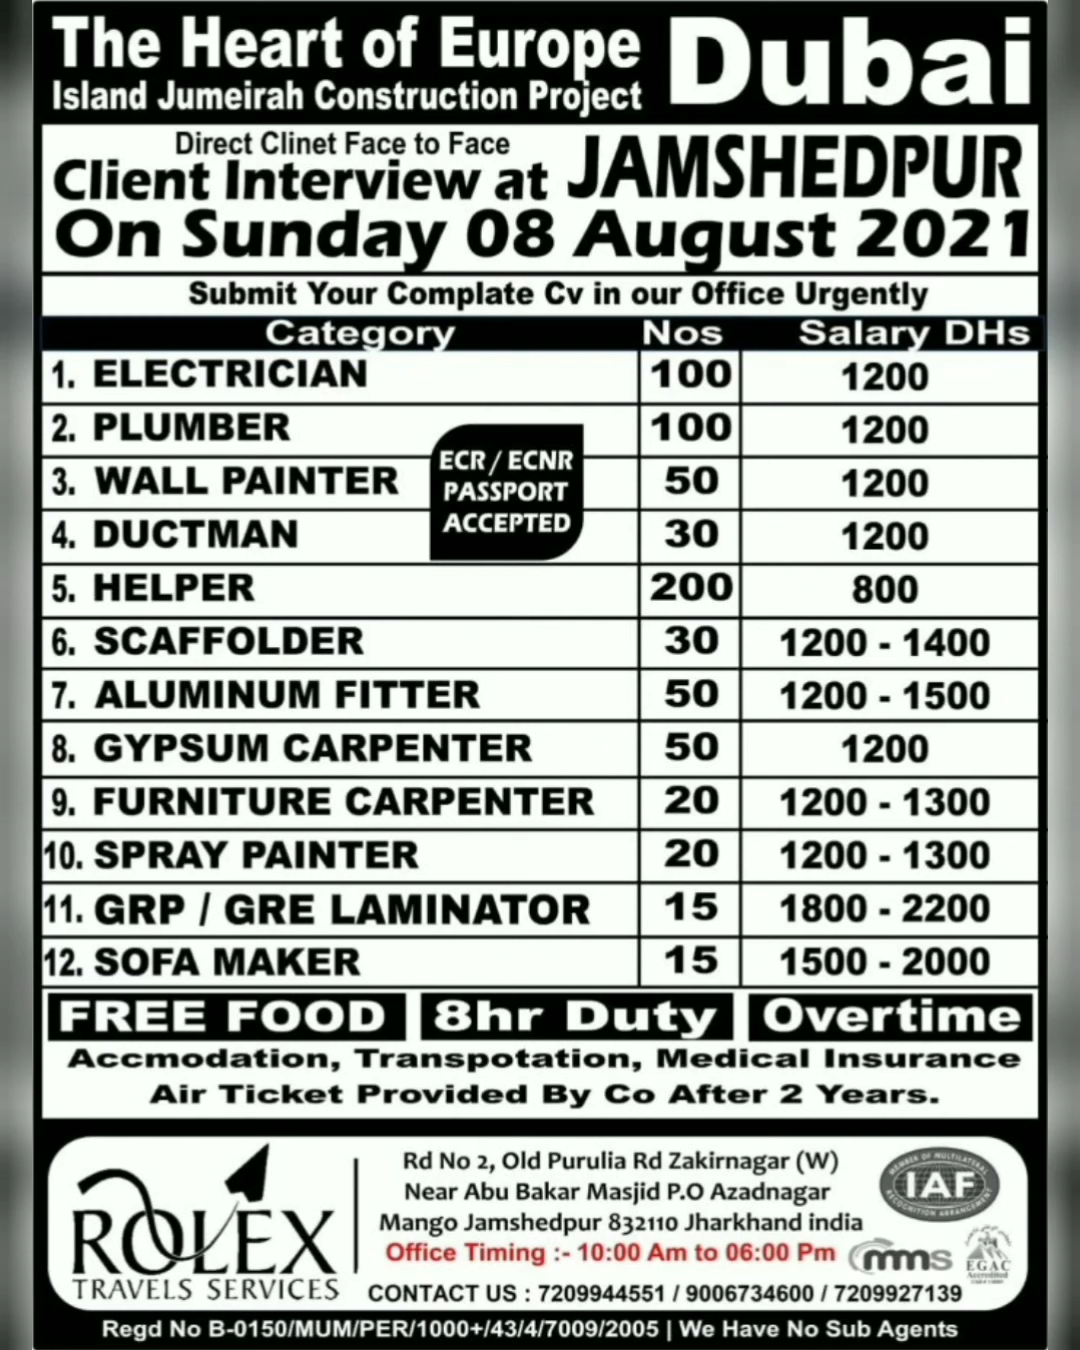 The Heart of Europe
Island Jumeirah Construction Project
Dubai
Direct Clinet Face to Face
Client Interview at JAMSHEDPUR
On Sunday 08 August 2021
Submit Your Complate Cv in our Office Urgently
Category Nos Salary DHs
1. ELECTRICIAN 100 1200
2. PLUMBER 100 1200
3. WALL PAINTER 50 1200
4. DUCTMAN 30 1200
ECR / ECNR
PASSPORT
ACCEPTED
5. HELPER 200 800
6. SCAFFOLDER 30 1200 - 1400
7. ALUMINUM FITTER 50 1200 - 1500
8. GYPSUM CARPENTER 50 1200
9. FURNITURE CARPENTER 20 1200 - 1300
10. SPRAY PAINTER 20 1200 - 1300
11. GRP / GRE LAMINATOR 15 1800 - 2200
12. SOFA MAKER 15 1500 - 2000
FREE FOOD 8hr Duty Overtime
Accmodation, Transpotation, Medical Insurance
Air Ticket Provided By Co After 2 Years.
ROLEX
TRAVELS SERVICES
Rd No 2, Old Purulia Rd Zakirnagar (W)
Near Abu Bakar Masjid P.O Azadnagar
Mango Jamshedpur 832110 Jharkhand india
Office Timing :- 10:00 Am to 06:00 Pm
CONTACT US : 7209944551 / 9006734600 / 7209927139
MEMBER OF MULTILATERAL
IAF
RECOGNITION ARRANGEMENT
mms
EGAC
Accredited
Regd No B-0150/MUM/PER/1000+/43/4/7009/2005 | We Have No Sub Agents